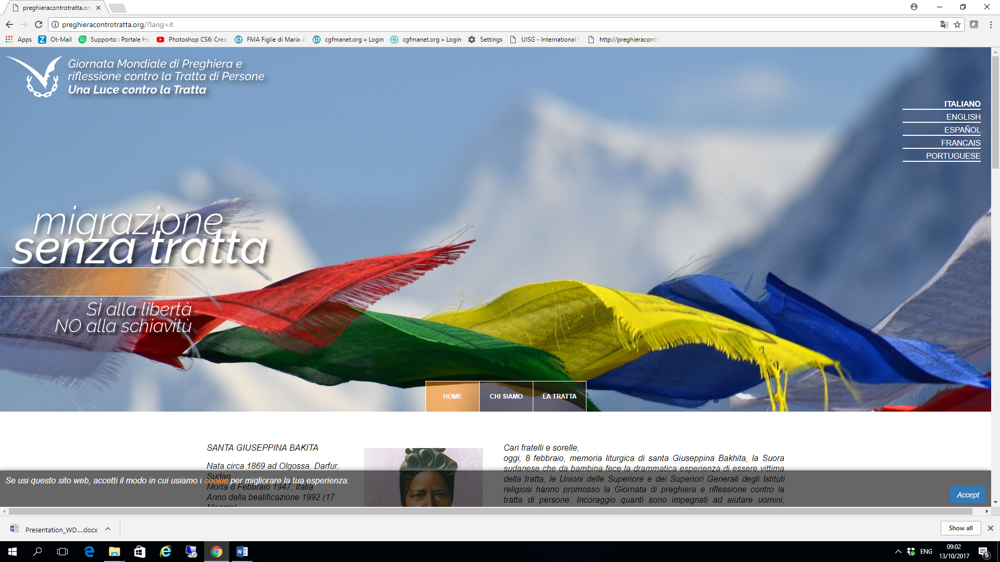 preghieracontrotratta.org
preghieracontrotratta.org/?lang=it
Apps
Ot-Mail
Supporto : Portale He
Photoshop CS6: Crea
FMA Figlie di Maria A
cgfmanet.org » Login
cgfmanet.org » Login
Settings
UISG - International U
http://preghieracontr
Giornata Mondiale di Preghiera e
riflessione contro la Tratta di Persone
Una Luce contro la Tratta
ITALIANO
ENGLISH
ESPAÑOL
FRANCAIS
PORTUGUESE
migrazione
senza tratta
SÌ alla libertà
NO alla schiavitù
HOME
CHI SIAMO
LA TRATTA
SANTA GIUSEPPINA BAKITA
Nata circa 1869 ad Olgossa, Darfur,
Sudan
Morta 8 Febbraio 1947, Italia
Anno della beatificazione 1992 (17
Maggio)
Cari fratelli e sorelle,
oggi, 8 febbraio, memoria liturgica di santa Giuseppina Bakhita, la Suora
sudanese che da bambina fece la drammatica esperienza di essere vittima
della tratta, le Unioni delle Superiore e dei Superiori Generali degli Istituti
religiosi hanno promosso la Giornata di preghiera e riflessione contro la
tratta di persone. Incoraggio quanti sono impegnati ad aiutare uomini,
Se usi questo sito web, accetti il modo in cui usiamo i cookie per migliorare la tua esperienza.
Accept
Presentation_WD....docx
Show all
ENG
09:02
13/10/2017
6